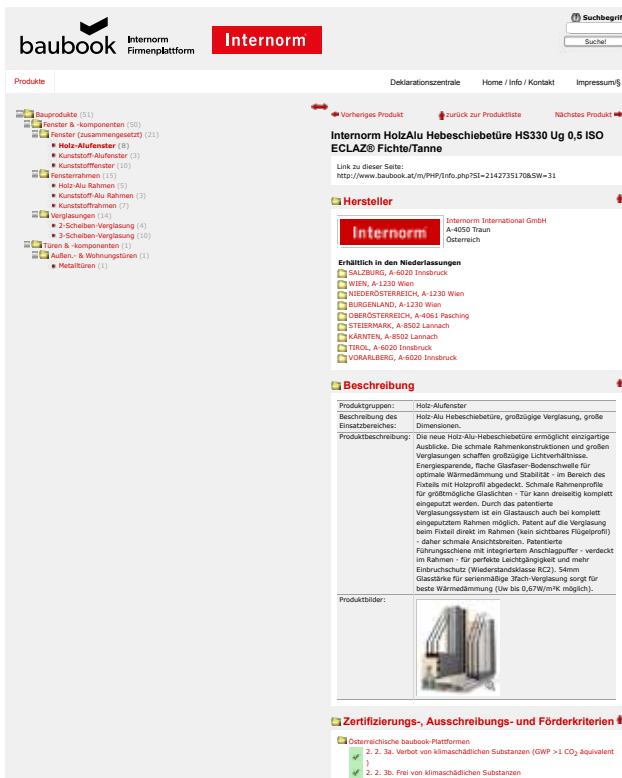 baubook
Internorm
Firmenplattform
Internorm
Suchbegriff
Suche!
Produkte
Deklarationszentrale
Home / Info / Kontakt
Impressum/§
Bauprodukte (51)
Fenster & -komponenten (50)
Fenster (zusammengesetzt) (21)
Holz-Alufenster (8)
Kunststoff-Alufenster (3)
Kunststofffenster (10)
Fensterrahmen (15)
Holz-Alu Rahmen (5)
Kunststoff-Alu Rahmen (3)
Kunststoffrahmen (7)
Verglasungen (14)
2-Scheiben-Verglasung (4)
3-Scheiben-Verglasung (10)
Türen & -komponenten (1)
Außen.- & Wohnungstüren (1)
Metalltüren (1)
Vorheriges Produkt
zurück zur Produktliste
Nächstes Produkt
Internorm HolzAlu Hebeschiebetüre HS330 Ug 0,5 ISO
ECLAZ® Fichte/Tanne
Link zu dieser Seite:
http://www.baubook.at/m/PHP/Info.php?SI=2142735170&SW=31
Hersteller
Internorm
Internorm International GmbH
A-4050 Traun
Österreich
Erhältlich in den Niederlassungen
SALZBURG, A-6020 Innsbruck
WIEN, A-1230 Wien
NIEDERÖSTERREICH, A-1230 Wien
BURGENLAND, A-1230 Wien
OBERÖSTERREICH, A-4061 Pasching
STEIERMARK, A-8502 Lannach
KÄRNTEN, A-8502 Lannach
TIROL, A-6020 Innsbruck
VORARLBERG, A-6020 Innsbruck
Beschreibung
Produktgruppen: Holz-Alufenster
Beschreibung des Holz-Alu Hebeschiebetüre, großzügige Verglasung, große
Einsatzbereiches: Dimensionen.
Produktbeschreibung: Die neue Holz-Alu-Hebeschiebetüre ermöglicht einzigartige
Ausblicke. Die schmale Rahmenkonstruktionen und großen
Verglasungen schaffen großzügige Lichtverhältnisse.
Energiesparende, flache Glasfaser-Bodenschwelle für
optimale Wärmedämmung und Stabilität - im Bereich des
Fixteils mit Holzprofil abgedeckt. Schmale Rahmenprofile
für größtmögliche Glaslichten - Tür kann dreiseitig komplett
eingeputzt werden. Durch das patentierte
Verglasungssystem ist ein Glastausch auch bei komplett
eingeputztem Rahmen möglich. Patent auf die Verglasung
beim Fixteil direkt im Rahmen (kein sichtbares Flügelprofil)
- daher schmale Ansichtsbreiten. Patentierte
Führungsschiene mit integriertem Anschlagpuffer - verdeckt
im Rahmen - für perfekte Leichtgängigkeit und mehr
Einbruchschutz (Wiederstandsklasse RC2). 54mm
Glasstärke für serienmäßige 3fach-Verglasung sorgt für
beste Wärmedämmung (Uw bis 0,67W/m²K möglich).
Produktbilder:
Zertifizierungs-, Ausschreibungs- und Förderkriterien
Österreichische baubook-Plattformen
2. 2. 3a. Verbot von klimaschädlichen Substanzen (GWP >1 CO₂ äquivalent
)
2. 2. 3b. Frei von klimaschädlichen Substanzen